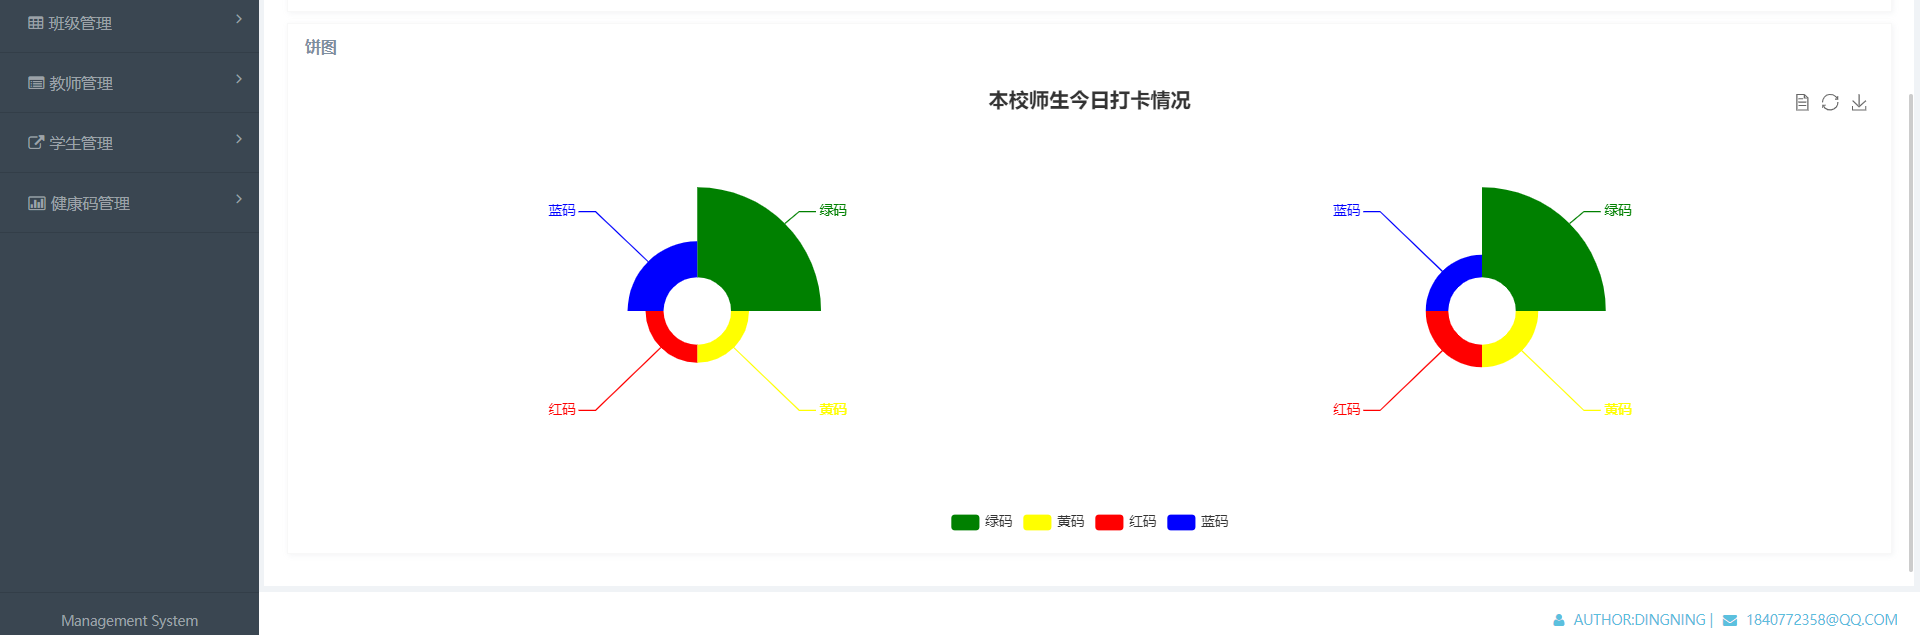 班级管理
教师管理
学生管理
健康码管理
Management System
饼图
本校师生今日打卡情况
蓝码
绿码
红码
黄码
蓝码
绿码
红码
黄码
绿码 黄码 红码 蓝码
AUTHOR:DINGNING | 1840772358@QQ.COM